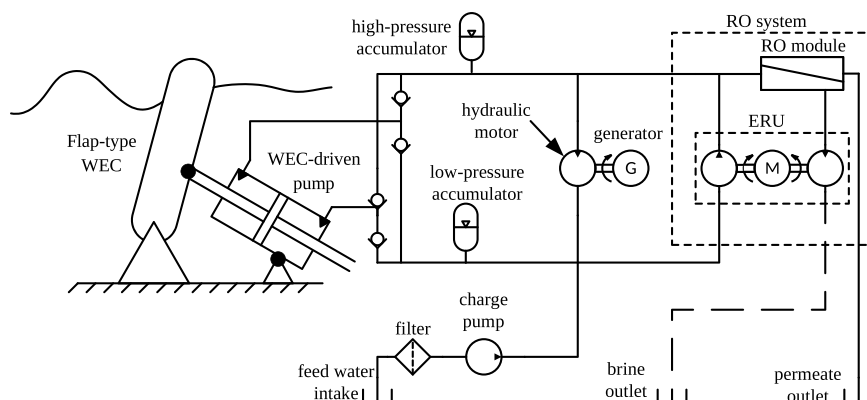 RO system
high-pressure
accumulator
RO module
hydraulic
motor
generator
ERU
Flap-type
WEC
WEC-driven
pump
low-pressure
accumulator
G
M
charge
pump
filter
feed water
intake
brine
outlet
permeate
outlet